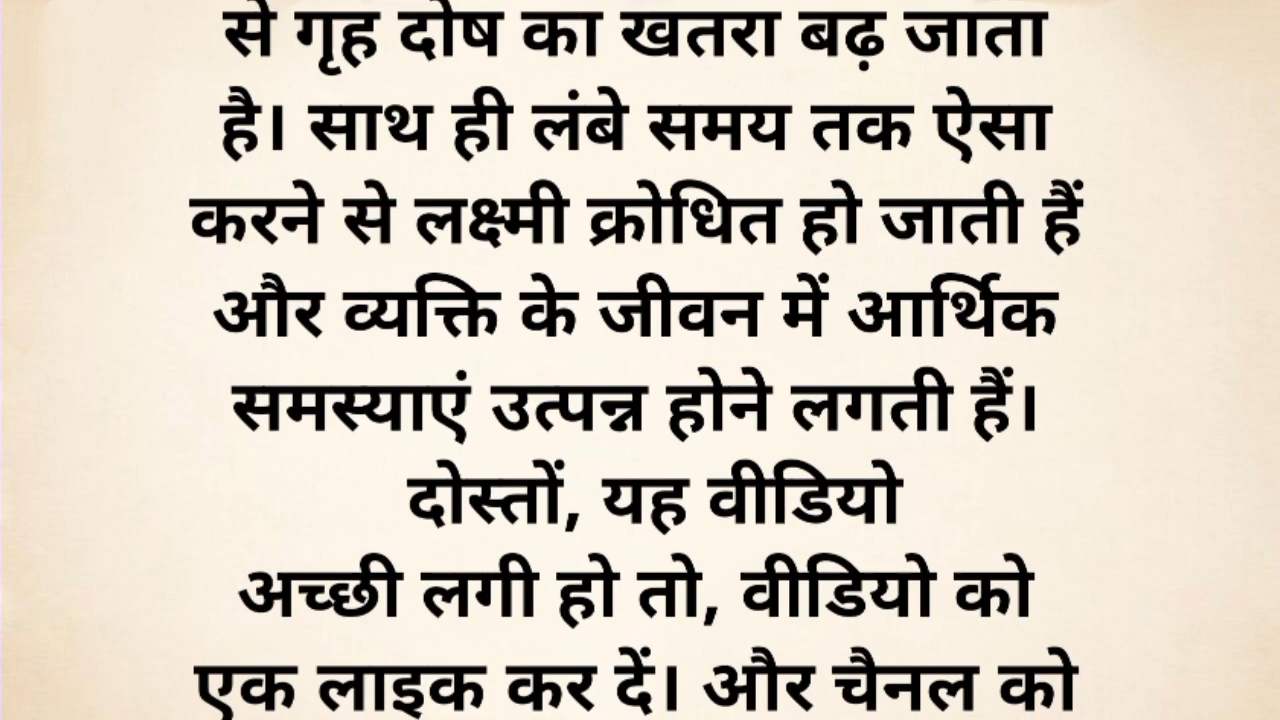 से गृह दोष का खतरा बढ़ जाता
है। साथ ही लंबे समय तक ऐसा
करने से लक्ष्मी क्रोधित हो जाती हैं
और व्यक्ति के जीवन में आर्थिक
समस्याएं उत्पन्न होने लगती हैं।
दोस्तों, यह वीडियो
अच्छी लगी हो तो, वीडियो को
एक लाइक कर दें। और चैनल को